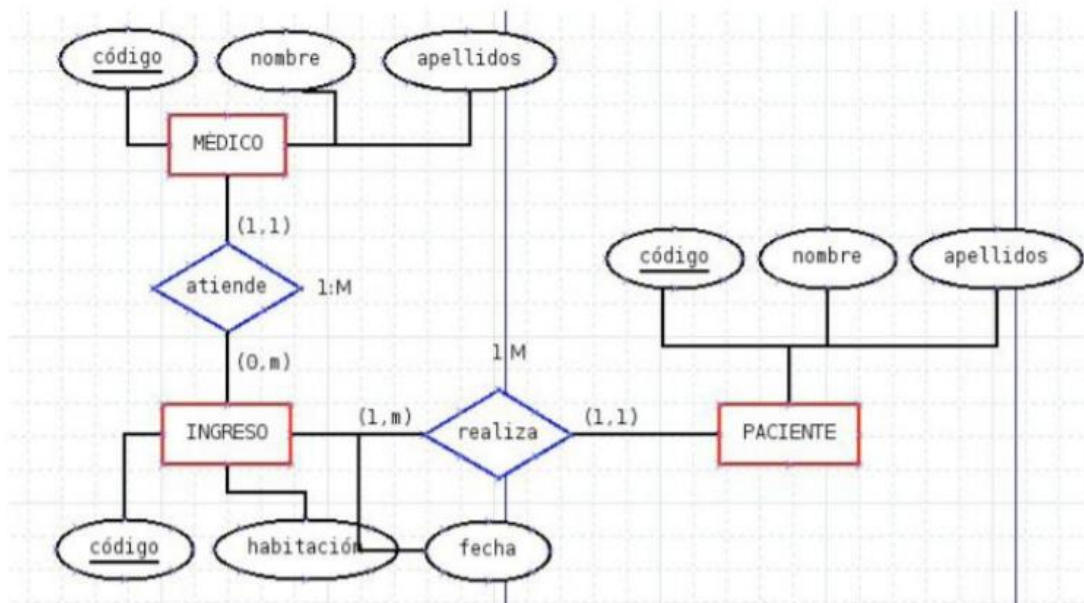 código
nombre
apellidos
MÉDICO
(1,1)
atiende
1:M
(0,m)
código
nombre
apellidos
1:M
INGRESO
(1,m)
realiza
(1,1)
PACIENTE
código
habitación
fecha